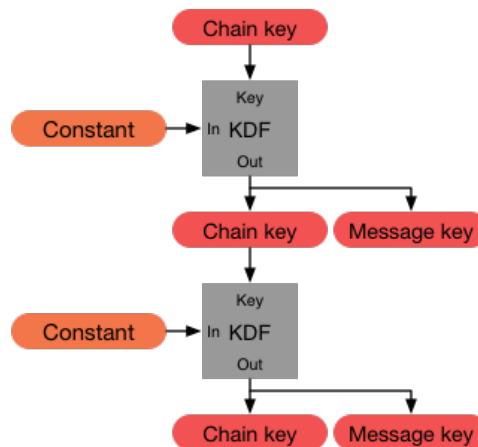 Chain key
Key
Constant
In KDF
Out
Chain key
Message key
Key
Constant
In KDF
Out
Chain key
Message key